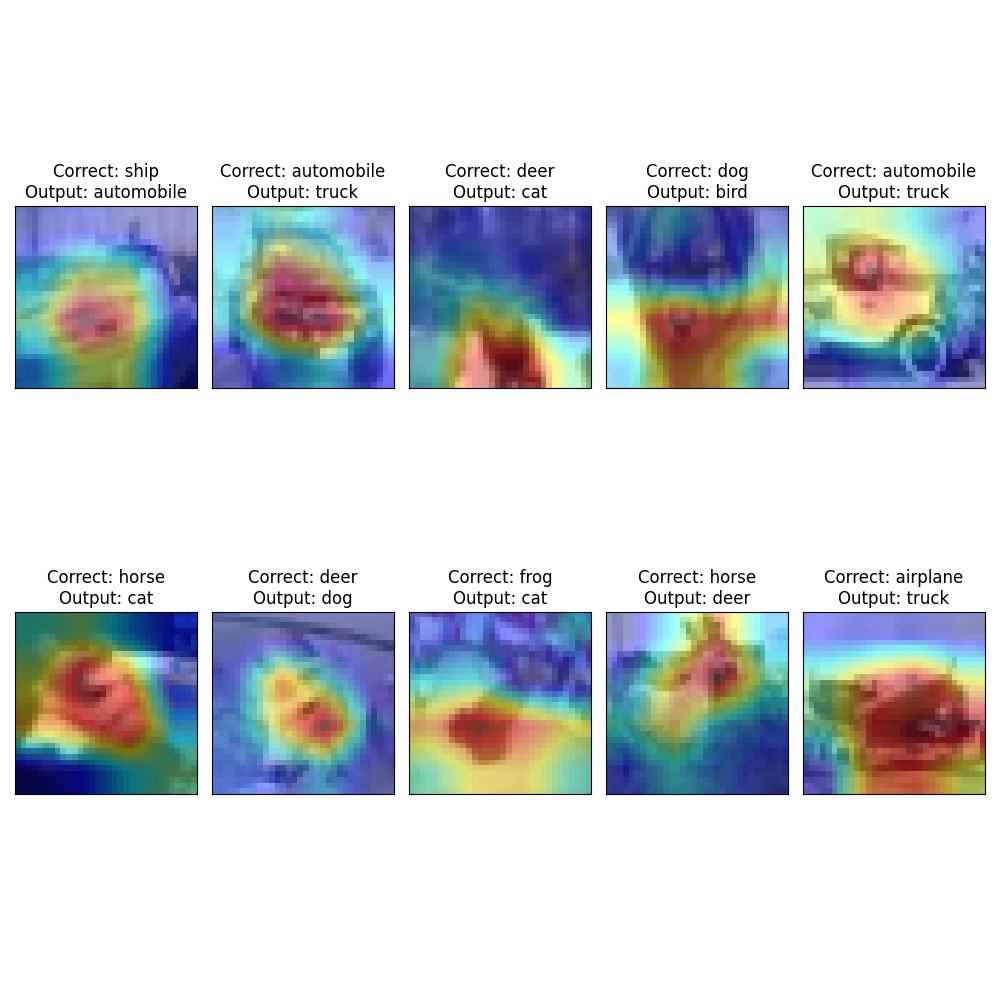 Correct: ship
Output: automobile
Correct: automobile
Output: truck
Correct: deer
Output: cat
Correct: dog
Output: bird
Correct: automobile
Output: truck
Correct: horse
Output: cat
Correct: deer
Output: dog
Correct: frog
Output: cat
Correct: horse
Output: deer
Correct: airplane
Output: truck